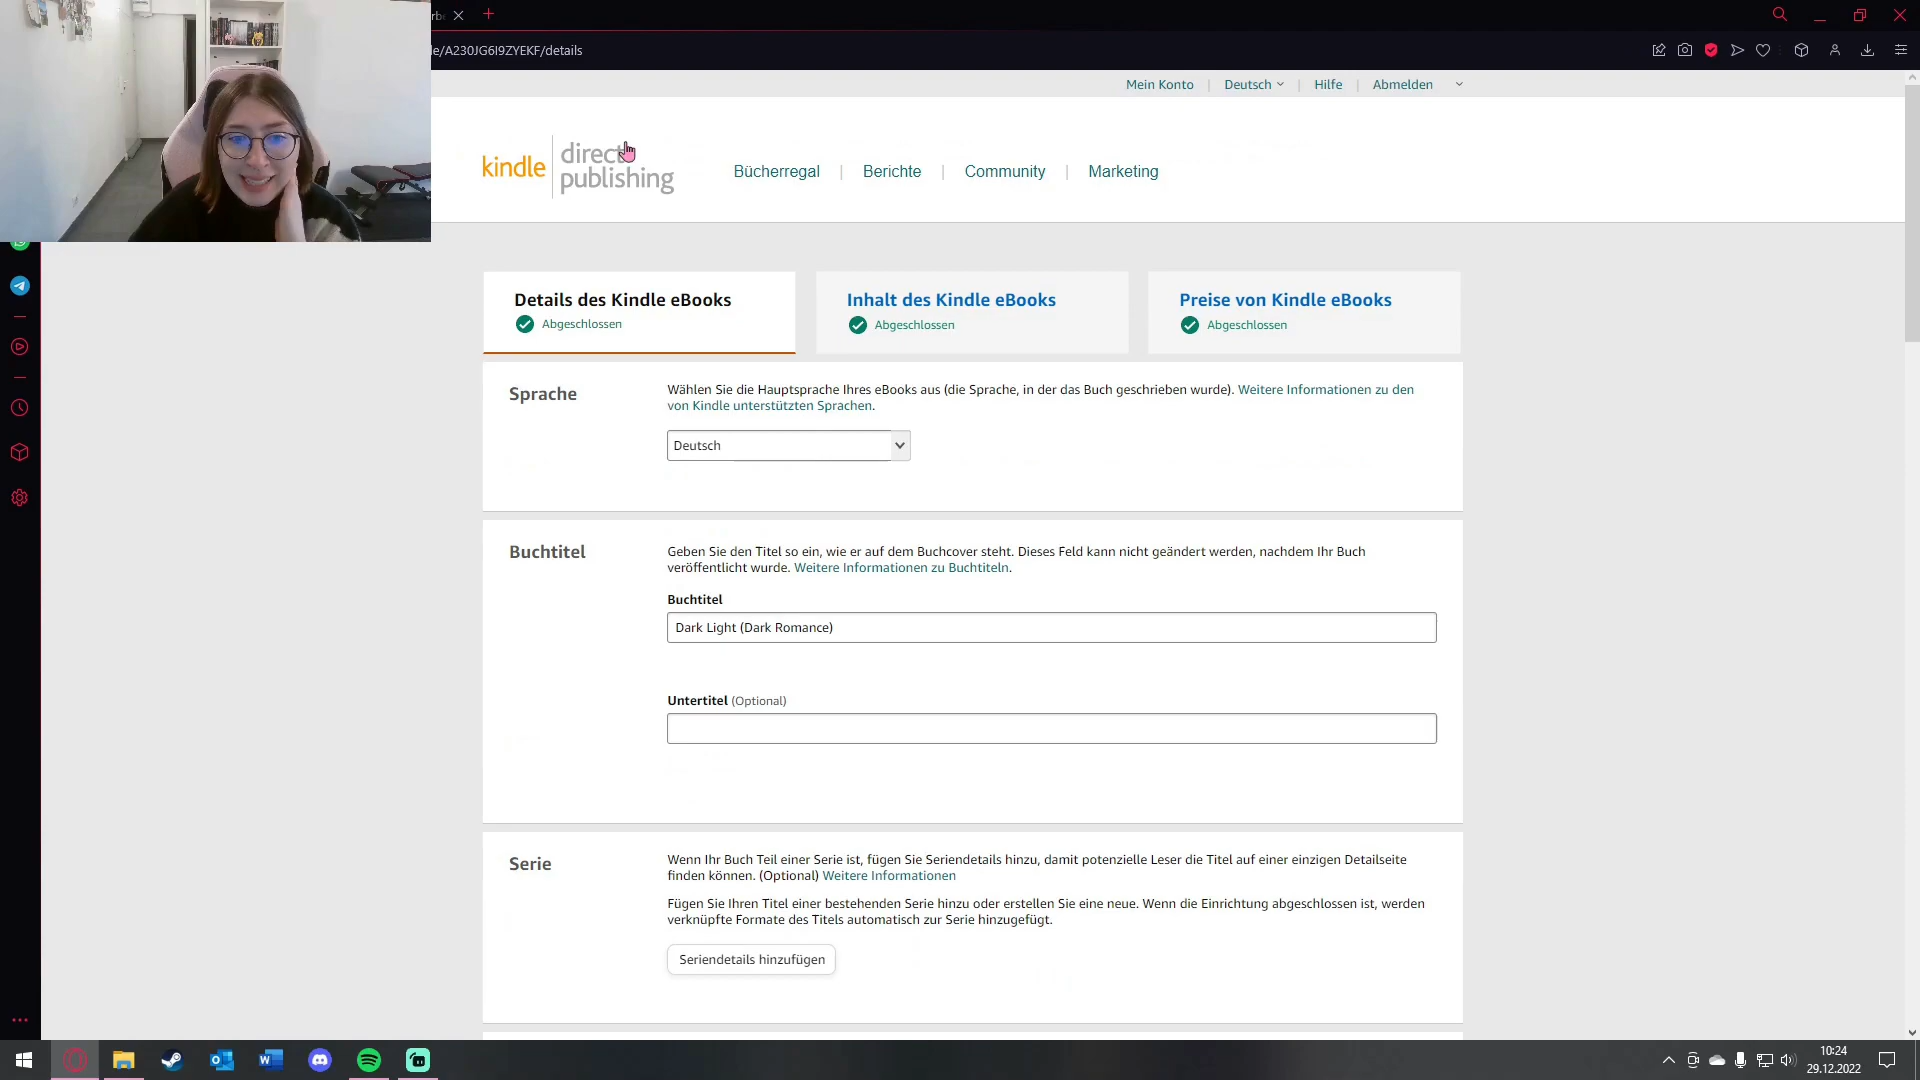 le/A230JG6I9ZYEKF/details
Mein Konto | Deutsch | Hilfe | Abmelden
kindle direct publishing
Bücherregal | Berichte | Community | Marketing
Details des Kindle eBooks
Abgeschlossen
Inhalt des Kindle eBooks
Abgeschlossen
Preise von Kindle eBooks
Abgeschlossen
Sprache
Wählen Sie die Hauptsprache Ihres eBooks aus (die Sprache, in der das Buch geschrieben wurde). Weitere Informationen zu den
von Kindle unterstützten Sprachen.
Deutsch
Buchtitel
Geben Sie den Titel so ein, wie er auf dem Buchcover steht. Dieses Feld kann nicht geändert werden, nachdem Ihr Buch
veröffentlicht wurde. Weitere Informationen zu Buchtiteln.
Buchtitel
Dark Light (Dark Romance)
Untertitel (Optional)
Serie
Wenn Ihr Buch Teil einer Serie ist, fügen Sie Seriendetails hinzu, damit potenzielle Leser die Titel auf einer einzigen Detailseite
finden können. (Optional) Weitere Informationen
Fügen Sie Ihren Titel einer bestehenden Serie hinzu oder erstellen Sie eine neue. Wenn die Einrichtung abgeschlossen ist, werden
verknüpfte Formate des Titels automatisch zur Serie hinzugefügt.
Seriendetails hinzufügen
10:24
29.12.2022